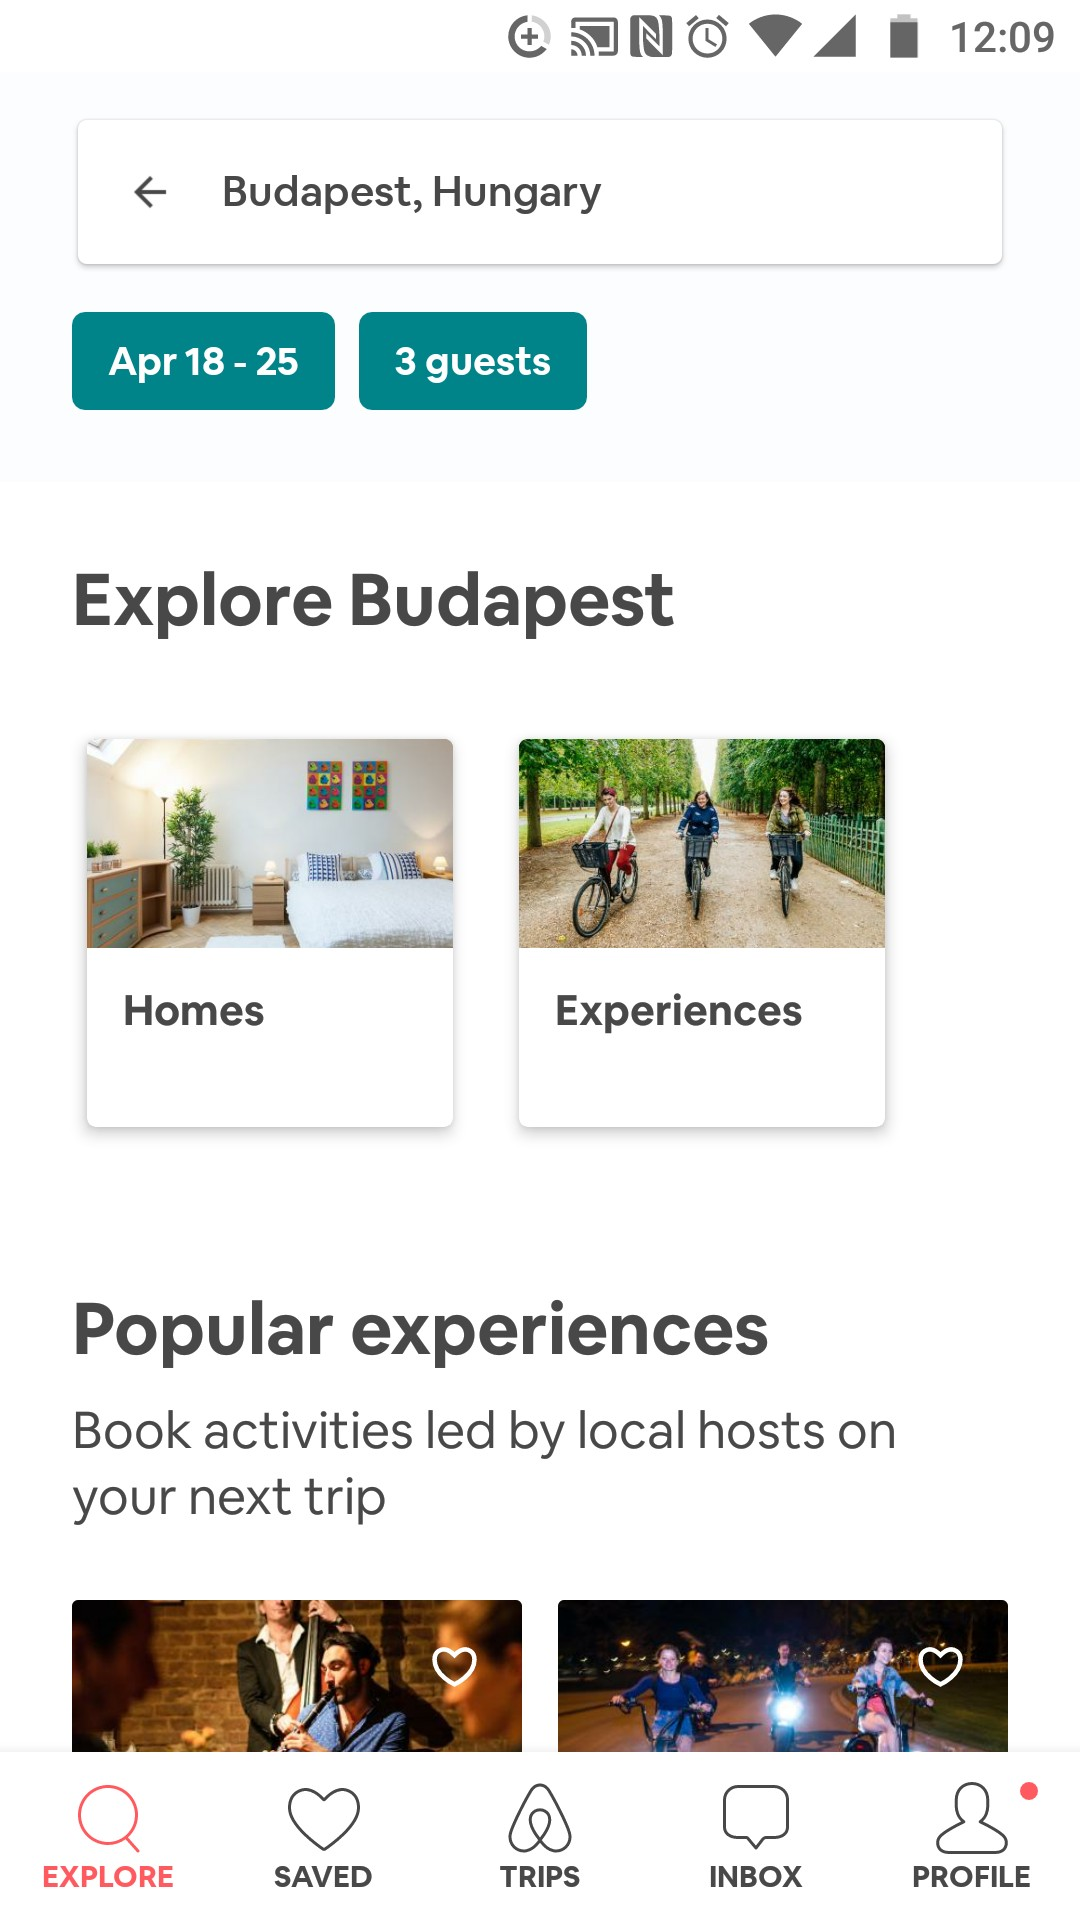 12:09
Budapest, Hungary
Apr 18 - 25
3 guests
Explore Budapest
Homes
Experiences
Popular experiences
Book activities led by local hosts on
your next trip
EXPLORE
SAVED
TRIPS
INBOX
PROFILE